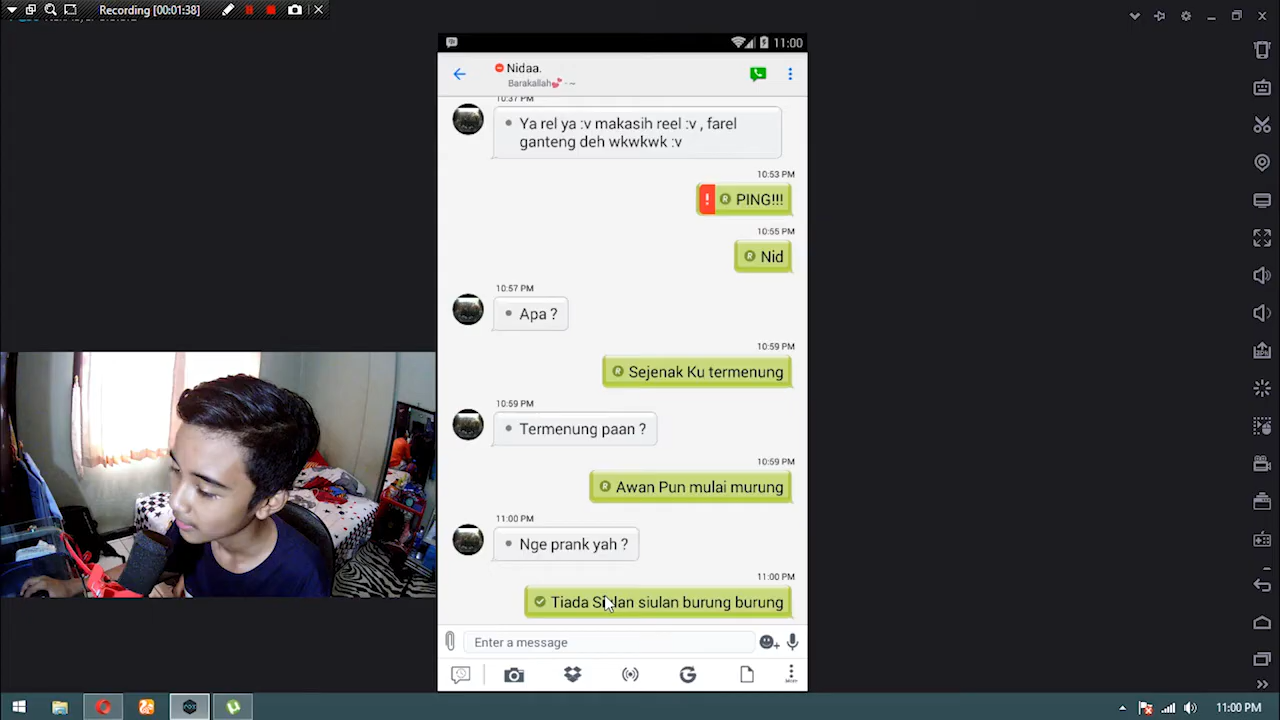 Recording [00:01:38]
11:00
Nidaa.
Barakallah💕 - ~
10:37 PM
Ya rel ya :v makasih reel :v , farel
ganteng deh wkwkwk :v
10:53 PM
! R PING!!!
10:55 PM
R Nid
10:57 PM
Apa ?
10:59 PM
R Sejenak Ku termenung
10:59 PM
Termenung paan ?
10:59 PM
R Awan Pun mulai murung
11:00 PM
Nge prank yah ?
11:00 PM
Tiada Siulan siulan burung burung
Enter a message
11:00 PM